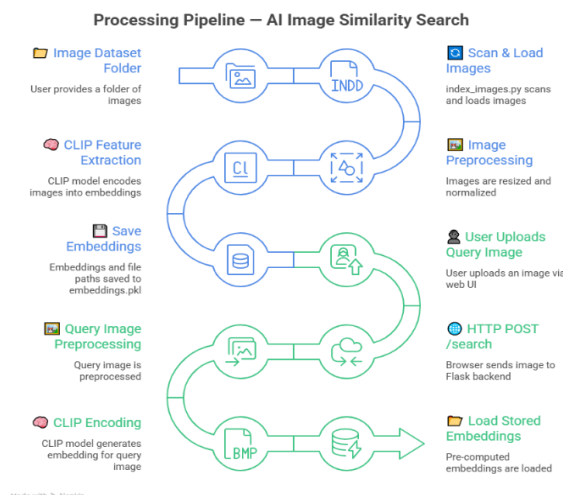 Processing Pipeline — AI Image Similarity Search
Image Dataset
Folder
User provides a folder of
images
INDD
Scan & Load
Images
index_images.py scans
and loads images
CLIP Feature
Extraction
CLIP model encodes
images into embeddings
Cl
Image
Preprocessing
Images are resized and
normalized
Save
Embeddings
Embeddings and file
paths saved to
embeddings.pkl
User Uploads
Query Image
User uploads an image via
web UI
Query Image
Preprocessing
Query image is
preprocessed
HTTP POST
/search
Browser sends image to
Flask backend
CLIP Encoding
CLIP model generates
embedding for query
image
BMP
Load Stored
Embeddings
Pre-computed
embeddings are loaded